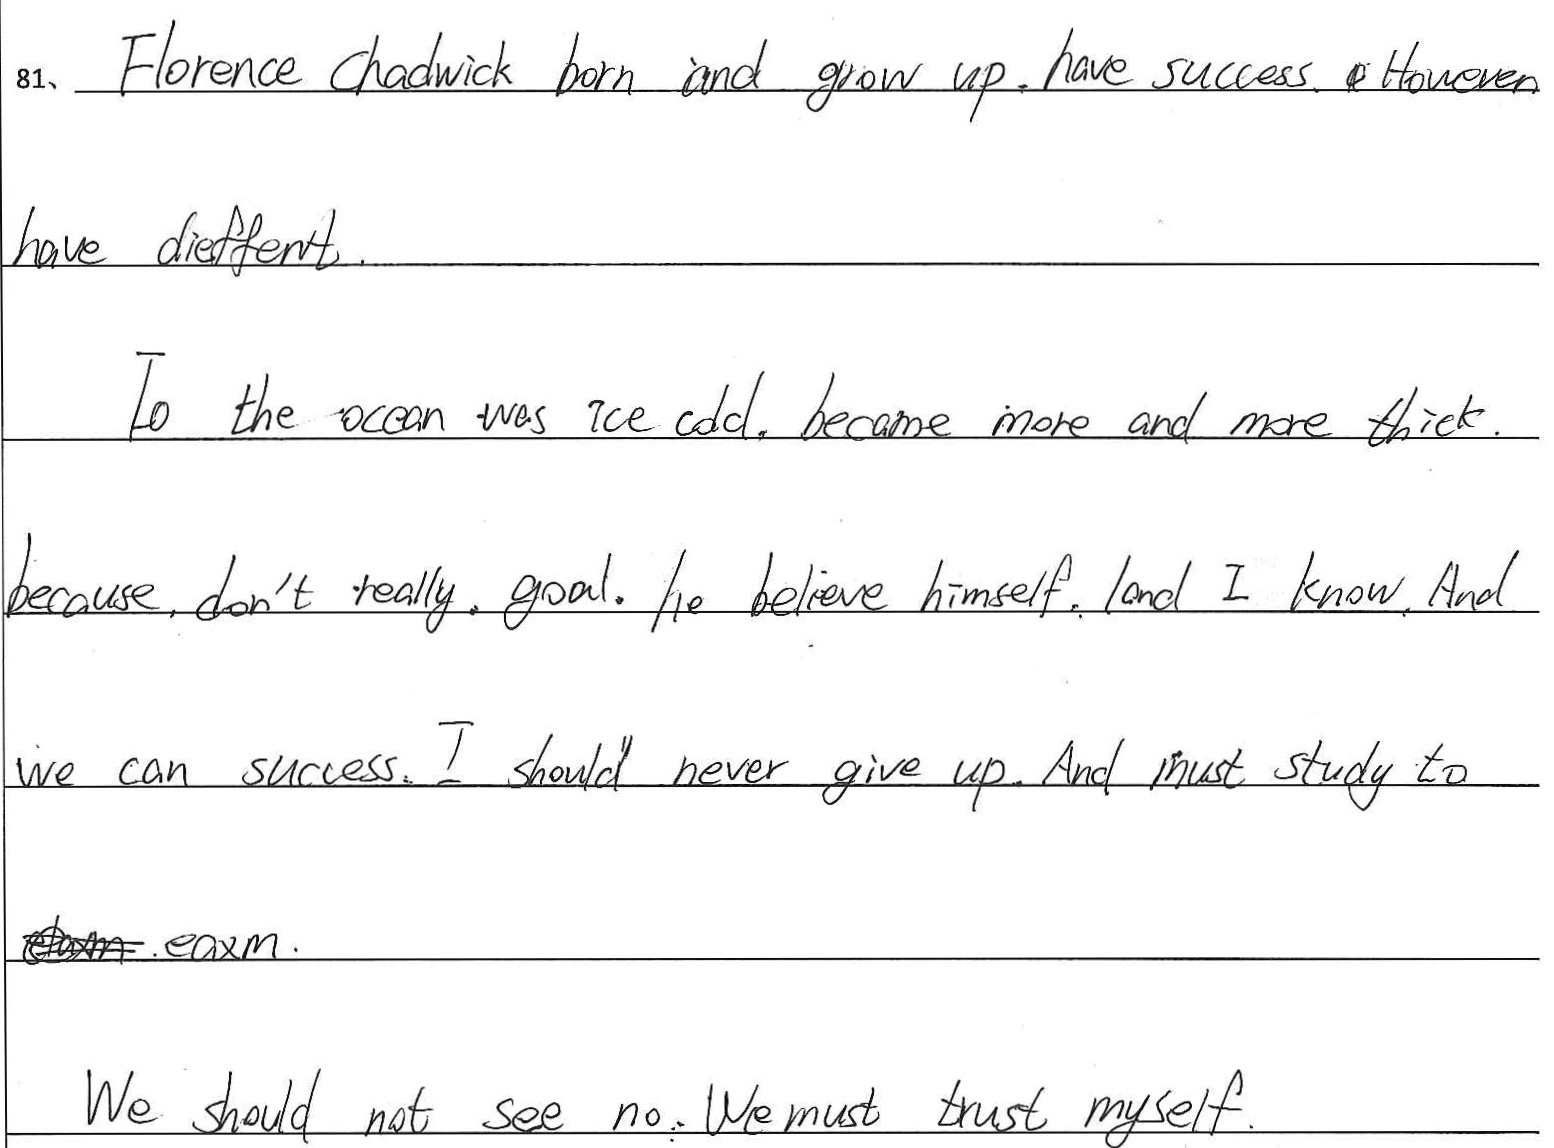 81、 Florence Chadwick born and grow up. have success. However
have dieffent.
To the ocean was ice cold. became more and more thick.
because, don't really. goal. he believe himself. land I know. And
we can success. I should never give up. And must study to
eaxm.
We should not see no. We must trust myself.